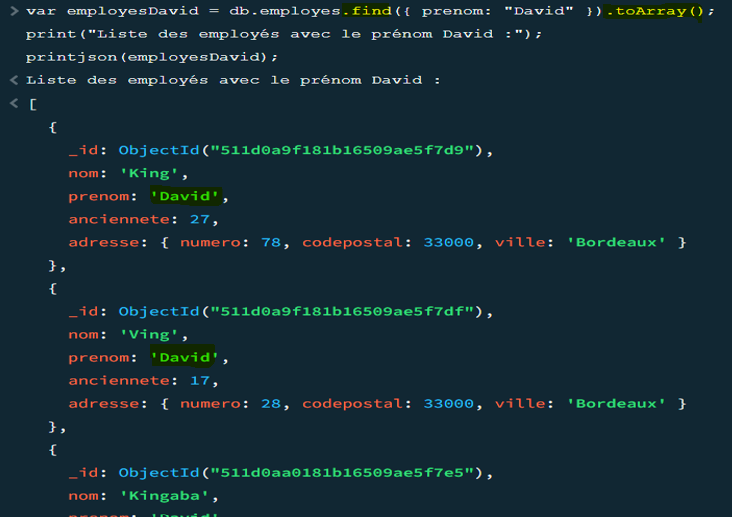 > var employesDavid = db.employes.find({ prenom: "David" }).toArray();
print("Liste des employés avec le prénom David :");
printjson(employesDavid);
< Liste des employés avec le prénom David :
< [
{
_id: ObjectId("511d0a9f181b16509ae5f7d9"),
nom: 'King',
prenom: 'David',
anciennete: 27,
adresse: { numero: 78, codepostal: 33000, ville: 'Bordeaux' }
},
{
_id: ObjectId("511d0a9f181b16509ae5f7df"),
nom: 'Ving',
prenom: 'David',
anciennete: 17,
adresse: { numero: 28, codepostal: 33000, ville: 'Bordeaux' }
},
{
_id: ObjectId("511d0aa0181b16509ae5f7e5"),
nom: 'Kingaba',
prenom: 'David'